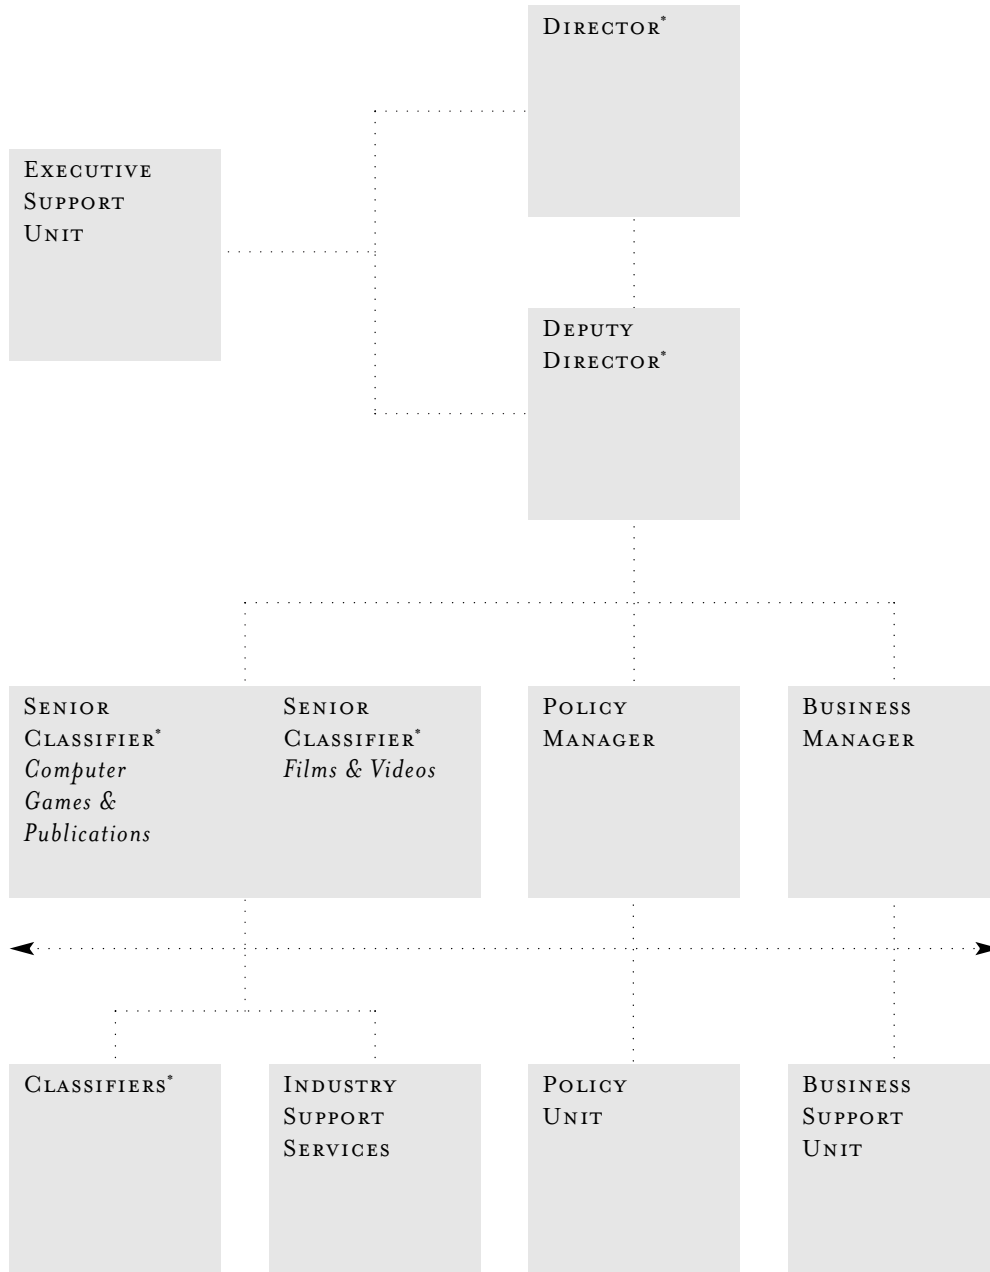 DIRECTOR*
EXECUTIVE
SUPPORT
UNIT
DEPUTY
DIRECTOR*
SENIOR
CLASSIFIER*
Computer
Games &
Publications
SENIOR
CLASSIFIER*
Films & Videos
POLICY
MANAGER
BUSINESS
MANAGER
CLASSIFIERS*
INDUSTRY
SUPPORT
SERVICES
POLICY
UNIT
BUSINESS
SUPPORT
UNIT